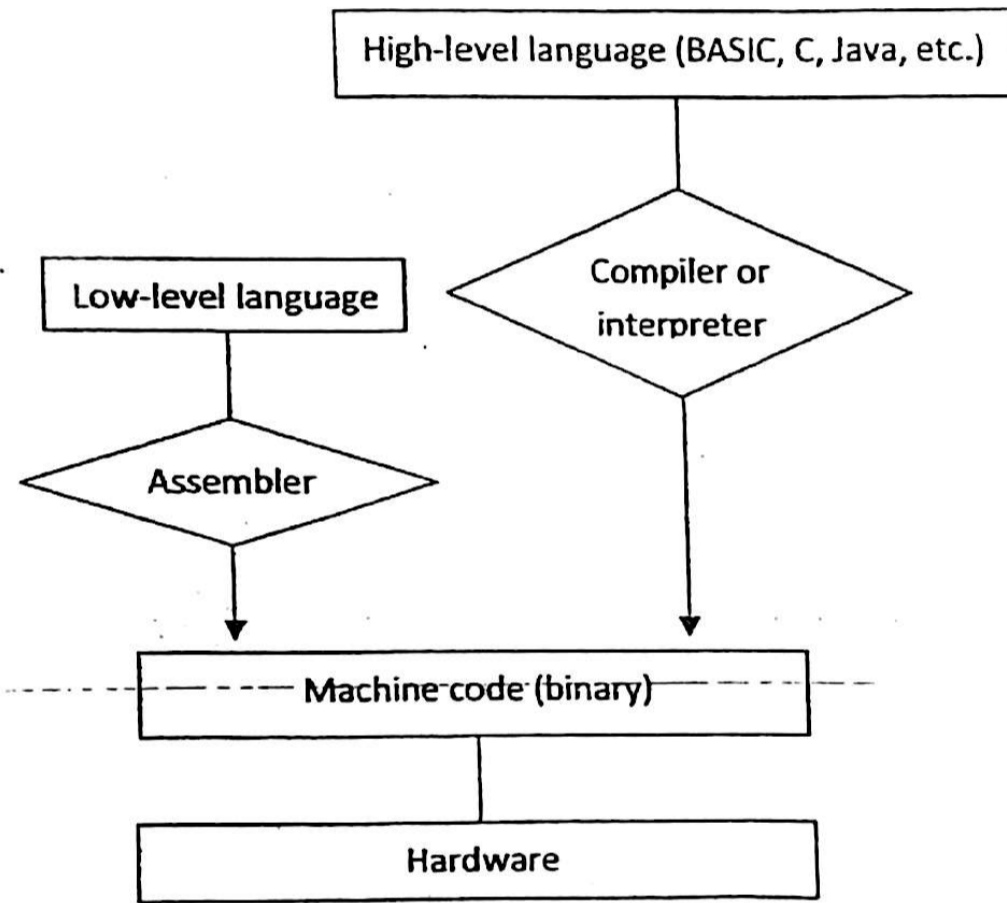 High-level language (BASIC, C, Java, etc.)
Compiler or
interpreter
Low-level language
Assembler
Machine code (binary)
Hardware